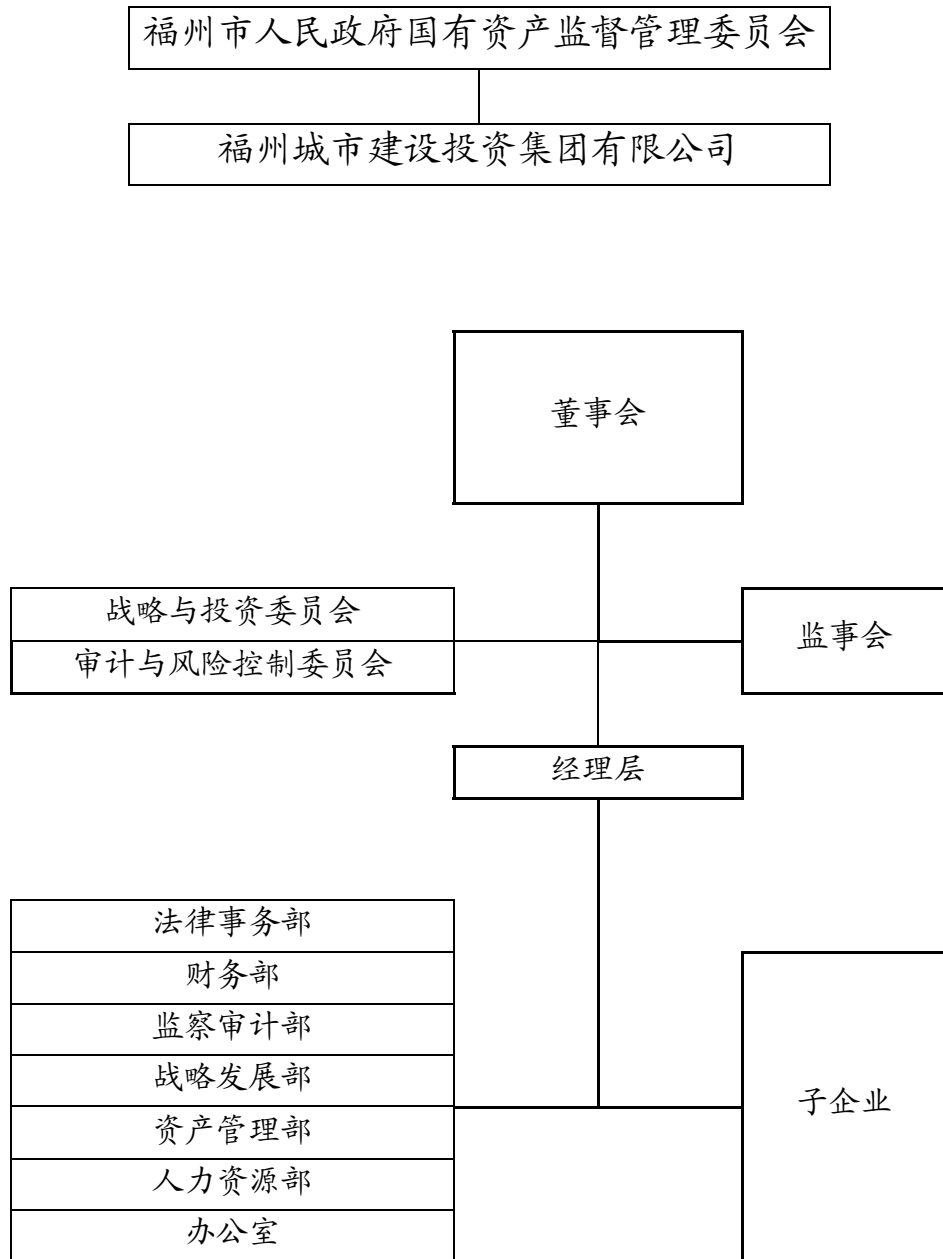 福州市人民政府国有资产监督管理委员会
福州城市建设投资集团有限公司
董事会
战略与投资委员会
审计与风险控制委员会
监事会
经理层
法律事务部
财务部
监察审计部
战略发展部
资产管理部
人力资源部
办公室
子企业